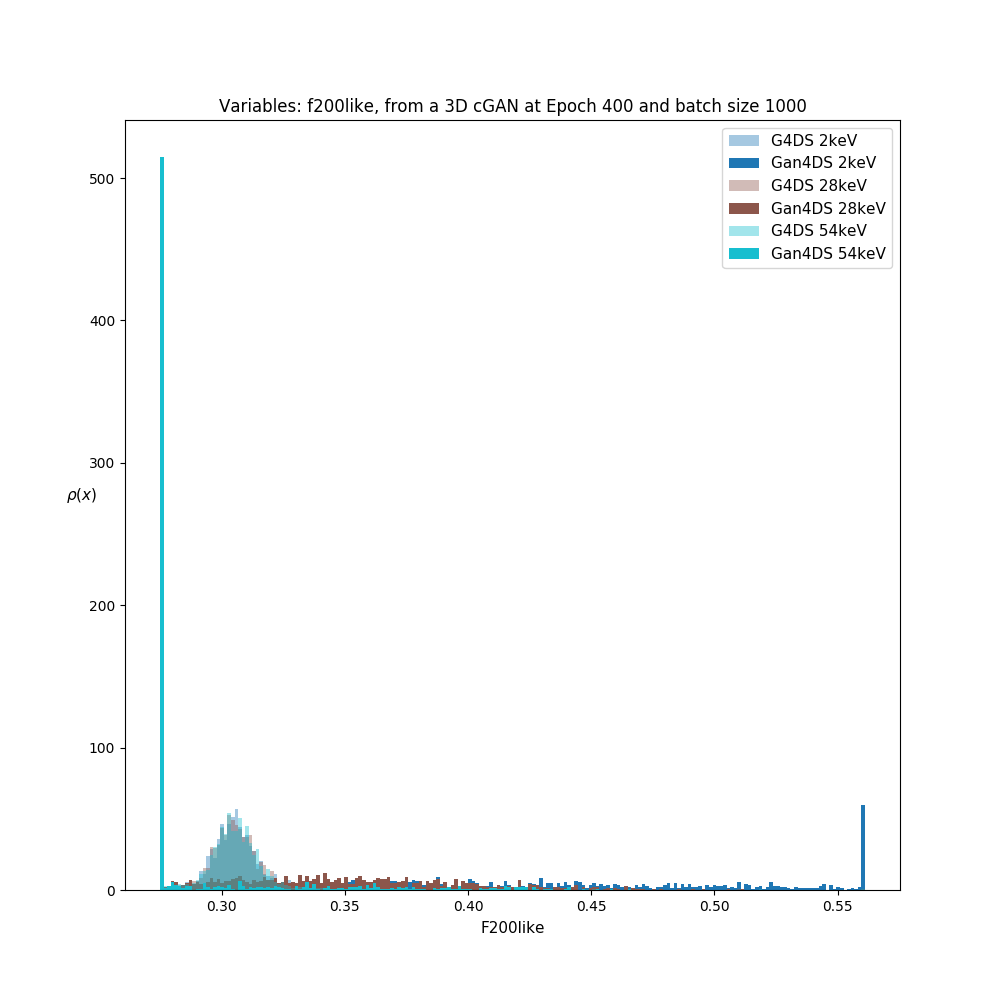 Variables: f200like, from a 3D cGAN at Epoch 400 and batch size 1000
G4DS 2keV
Gan4DS 2keV
G4DS 28keV
Gan4DS 28keV
G4DS 54keV
Gan4DS 54keV
500
400
300
ρ(x)
200
100
0
0.30 0.35 0.40 0.45 0.50 0.55
F200like